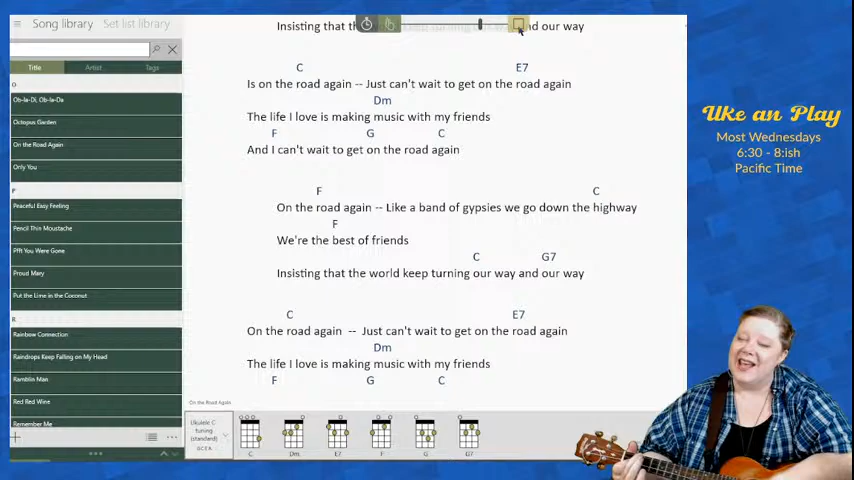 Song library
Set list library
Title
Artist
Tags
O
Ob-la-Di, Ob-la-Da
Octopus Garden
On the Road Again
Only You
P
Peaceful Easy Feeling
Pencil Thin Moustache
Pfft You Were Gone
Proud Mary
Put the Lime in the Coconut
R
Rainbow Connection
Raindrops Keep Falling on My Head
Ramblin Man
Red Red Wine
Remember Me
Insisting that the keep turning and our way
C E7
Is on the road again -- Just can't wait to get on the road again
Dm
The life I love is making music with my friends
F G C
And I can't wait to get on the road again
F C
On the road again -- Like a band of gypsies we go down the highway
F
We're the best of friends
C G7
Insisting that the world keep turning our way and our way
C E7
On the road again -- Just can't wait to get on the road again
Dm
The life I love is making music with my friends
F G C
On the Road Again
Ukulele C
tuning
(standard)
G C E A
C Dm E7 F G G7
Uke an Play
Most Wednesdays
6:30 - 8:ish
Pacific Time